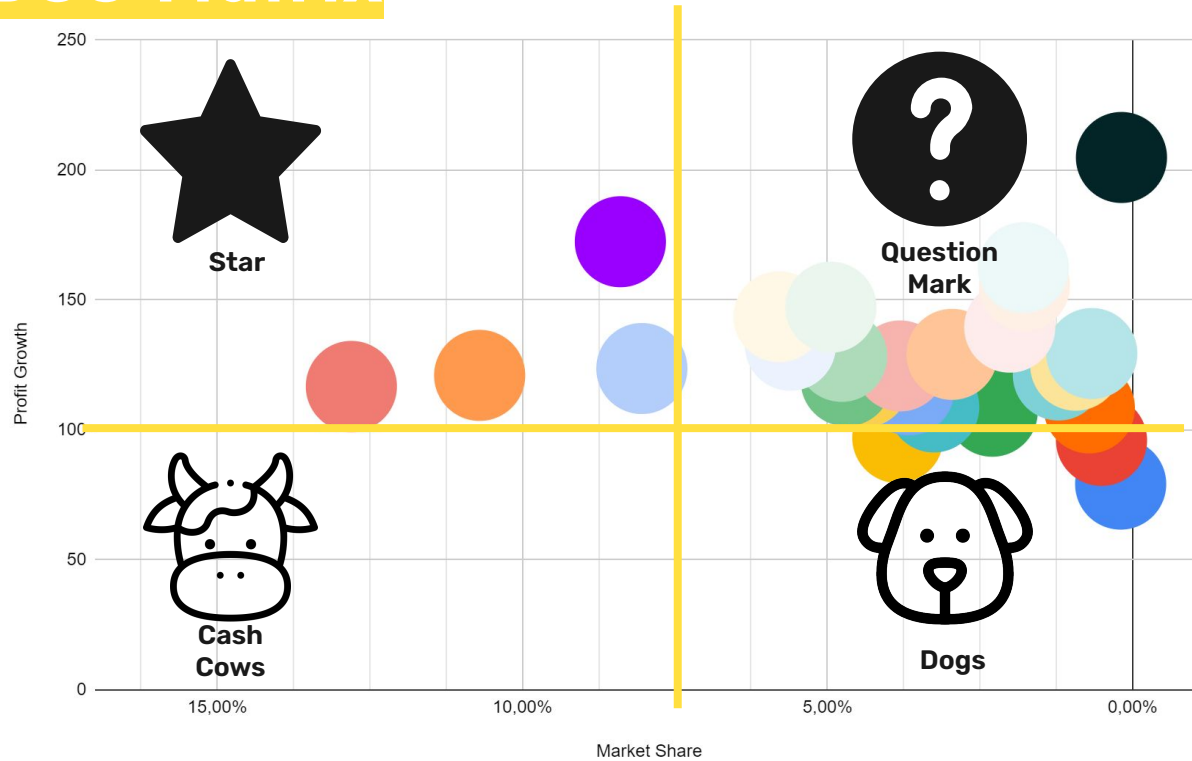 250
200
150
100
50
0
Profit Growth
Star
Question
Mark
Cash
Cows
Dogs
15,00%
10,00%
5,00%
0,00%
Market Share